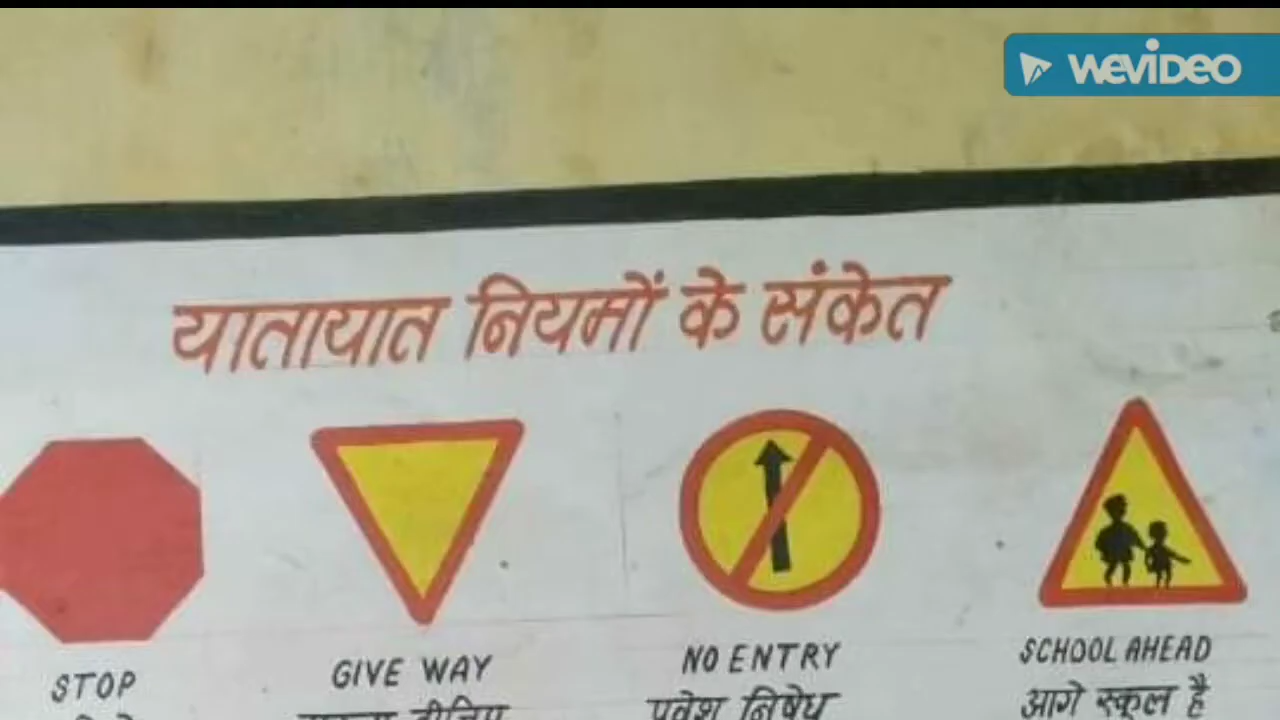 WEVIDEO
यातायात नियमों के संकेत
STOP
GIVE WAY
NO ENTRY
SCHOOL AHEAD
प्रवेश निषेध
आगे स्कूल है